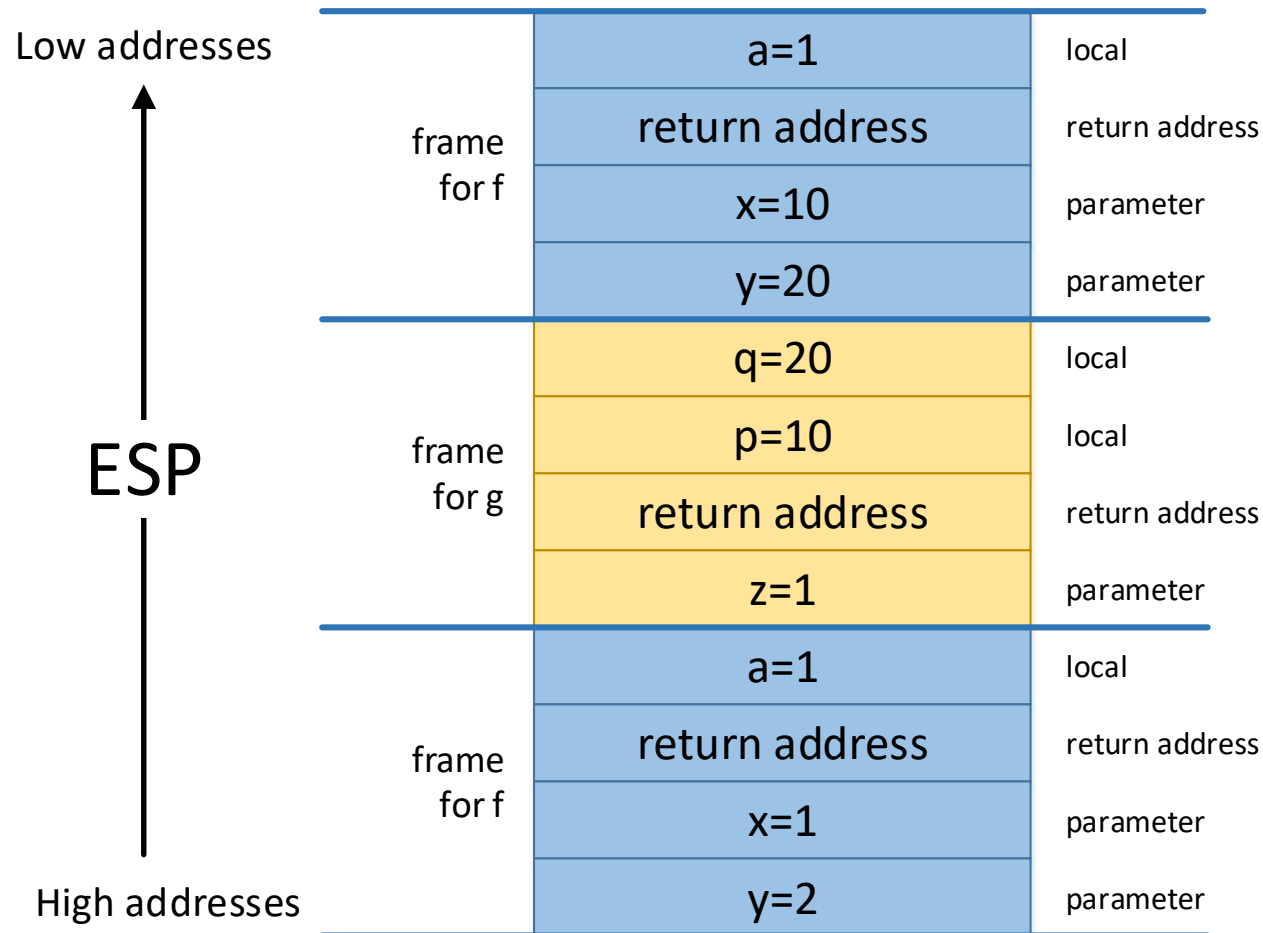 Low addresses
ESP
High addresses
frame
for f
a=1
local
return address
return address
x=10
parameter
y=20
parameter
frame
for g
q=20
local
p=10
local
return address
return address
z=1
parameter
frame
for f
a=1
local
return address
return address
x=1
parameter
y=2
parameter